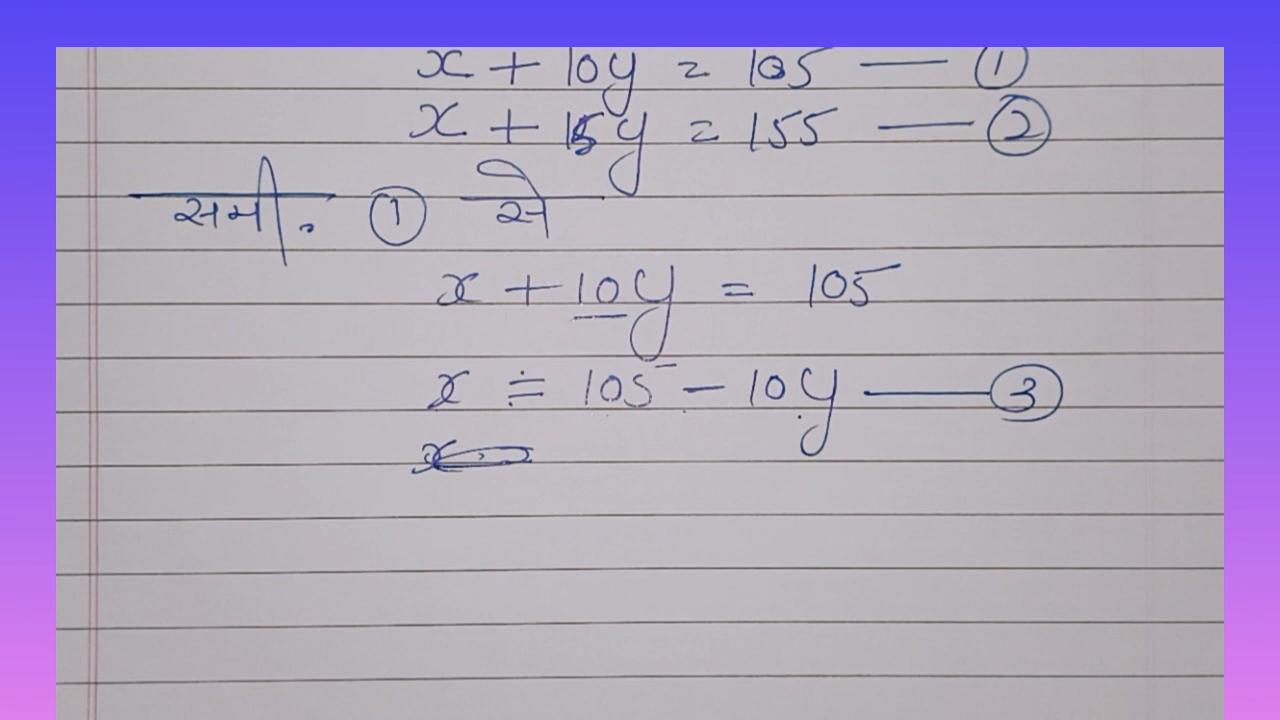 x + 10y = 105 — ①
x + 15y = 155 — ②
समी. ① से
x + 10y = 105
x = 105 - 10y — ③